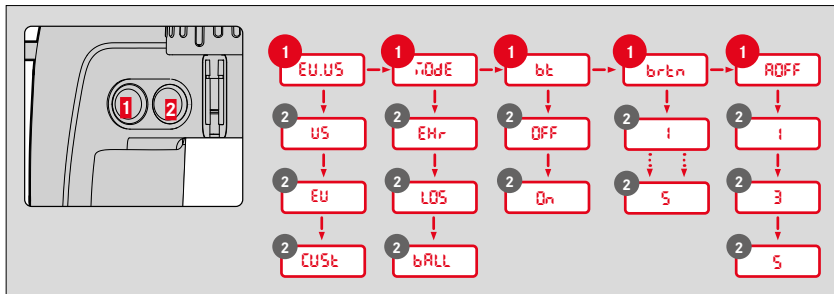 1 2
1 EU.US 1 MOdE 1 bt 1 brtn 1 AOFF
2 US 2 EHr 2 OFF 2 1 2 1
2 EU 2 LOS 2 On 2 5 2 3
2 CUSt 2 bALL 2 5